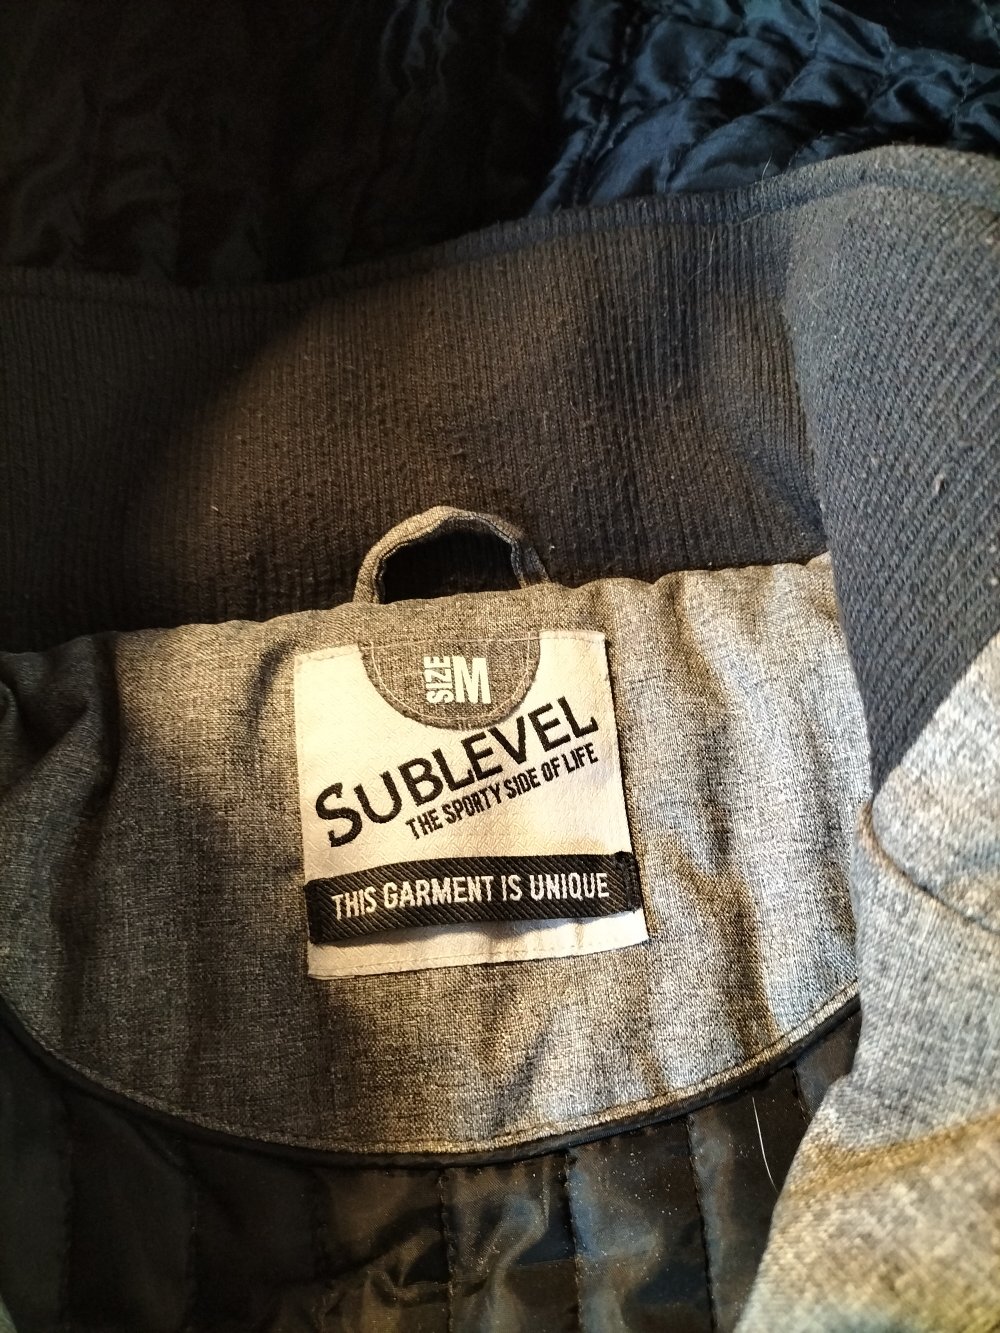 SIZE M
SUBLEVEL
THE SPORTY SIDE OF LIFE
THIS GARMENT IS UNIQUE